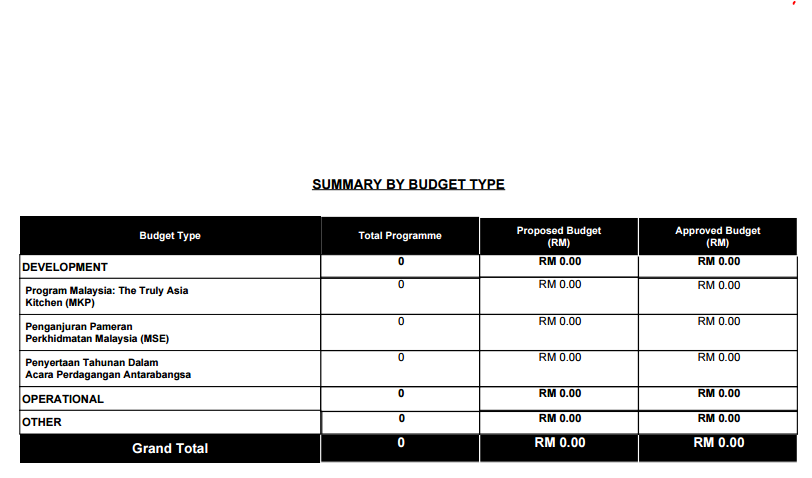 SUMMARY BY BUDGET TYPE
Budget Type Total Programme Proposed Budget (RM) Approved Budget (RM)
DEVELOPMENT 0 RM 0.00 RM 0.00
Program Malaysia: The Truly Asia 0 RM 0.00 RM 0.00
Kitchen (MKP)
Penganjuran Pameran 0 RM 0.00 RM 0.00
Perkhidmatan Malaysia (MSE)
Penyertaan Tahunan Dalam 0 RM 0.00 RM 0.00
Acara Perdagangan Antarabangsa
OPERATIONAL 0 RM 0.00 RM 0.00
OTHER 0 RM 0.00 RM 0.00
Grand Total 0 RM 0.00 RM 0.00